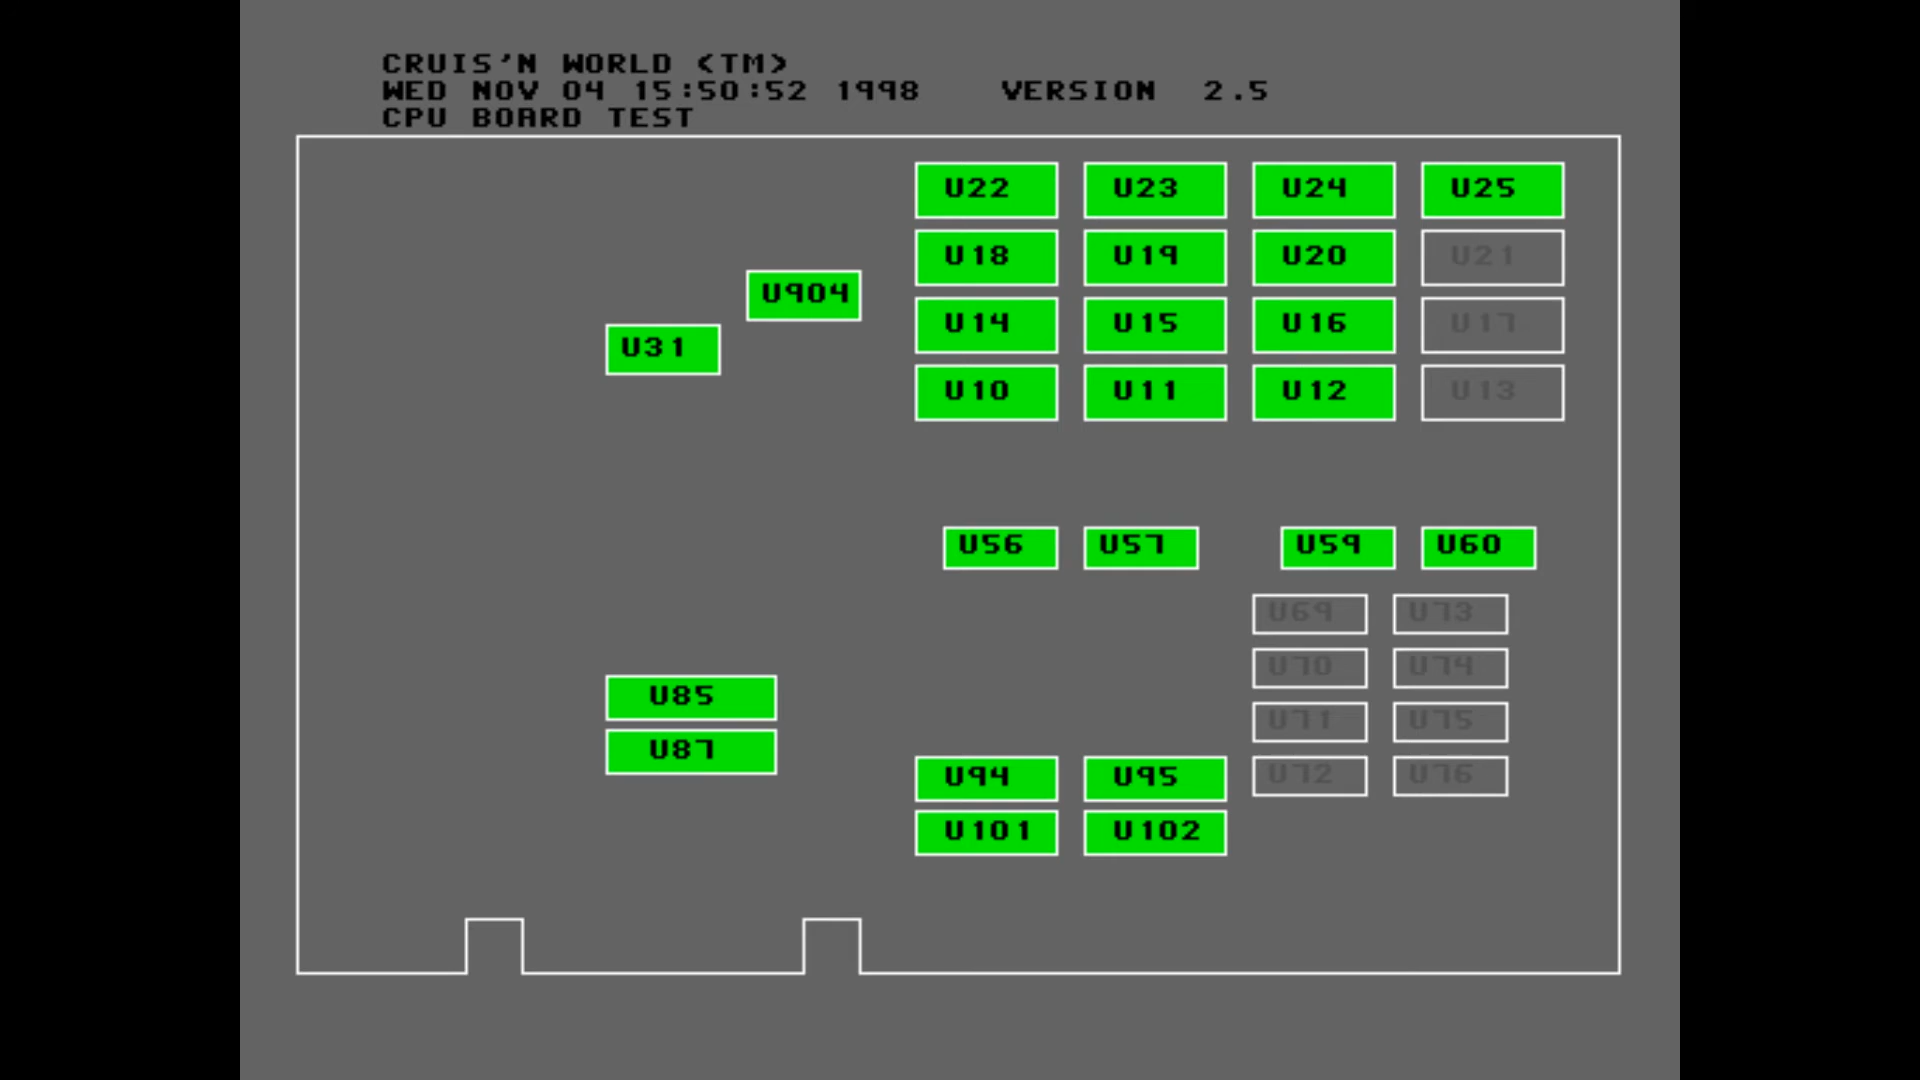 CRUIS'N WORLD (TM)
WED NOV 04 15:50:52 1998 VERSION 2.5
CPU BOARD TEST
U22 U23 U24 U25
U18 U19 U20 U21
U904
U14 U15 U16 U17
U31
U10 U11 U12 U13
U56 U57 U59 U60
U69 U73
U70 U74
U85
U71 U75
U87
U94 U95 U72 U76
U101 U102